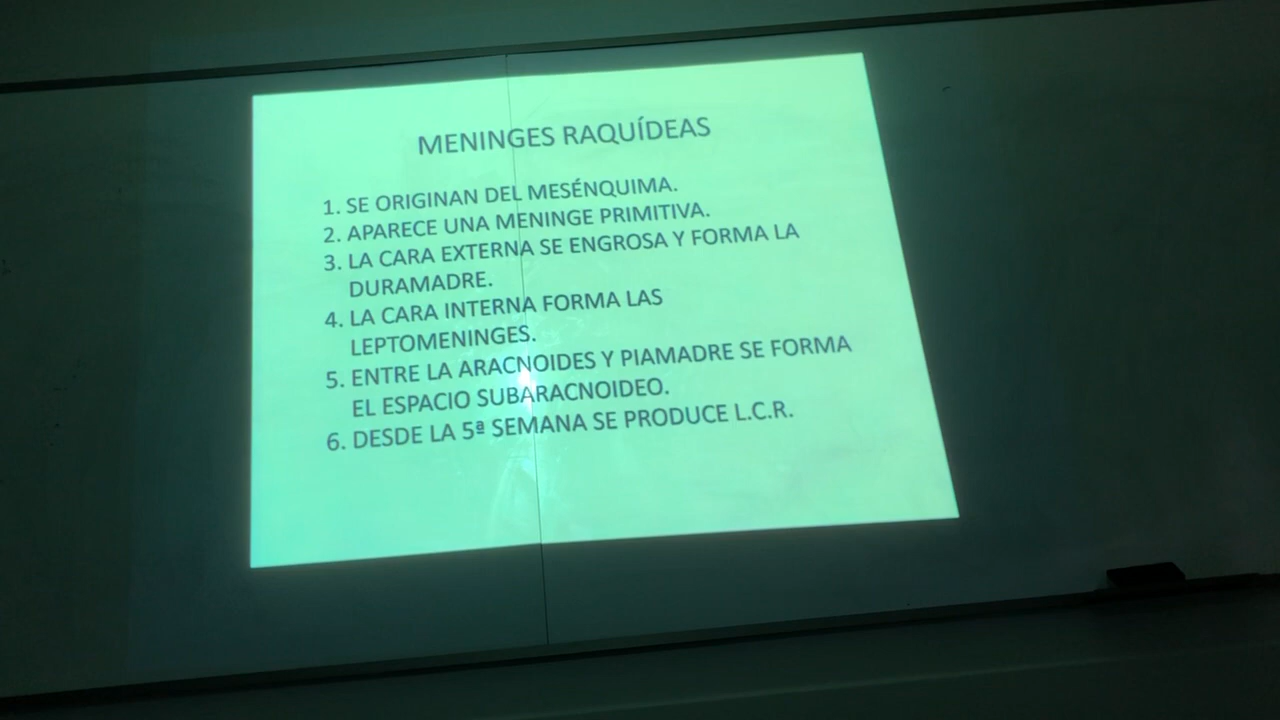 MENINGES RAQUÍDEAS
1. SE ORIGINAN DEL MESÉNQUIMA.
2. APARECE UNA MENINGE PRIMITIVA.
3. LA CARA EXTERNA SE ENGROSA Y FORMA LA
DURAMADRE.
4. LA CARA INTERNA FORMA LAS
LEPTOMENINGES.
5. ENTRE LA ARACNOIDES Y PIAMADRE SE FORMA
EL ESPACIO SUBARACNOIDEO.
6. DESDE LA 5ª SEMANA SE PRODUCE L.C.R.